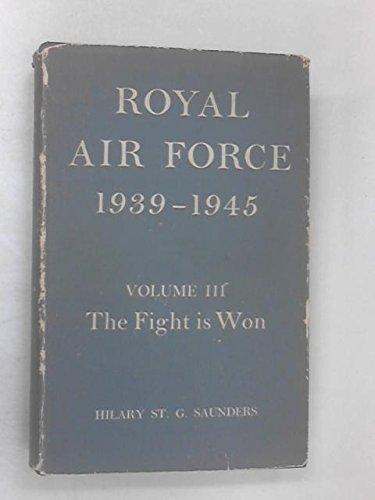 ROYAL
AIR FORCE
1939–1945
VOLUME III
The Fight is Won
HILARY ST. G. SAUNDERS